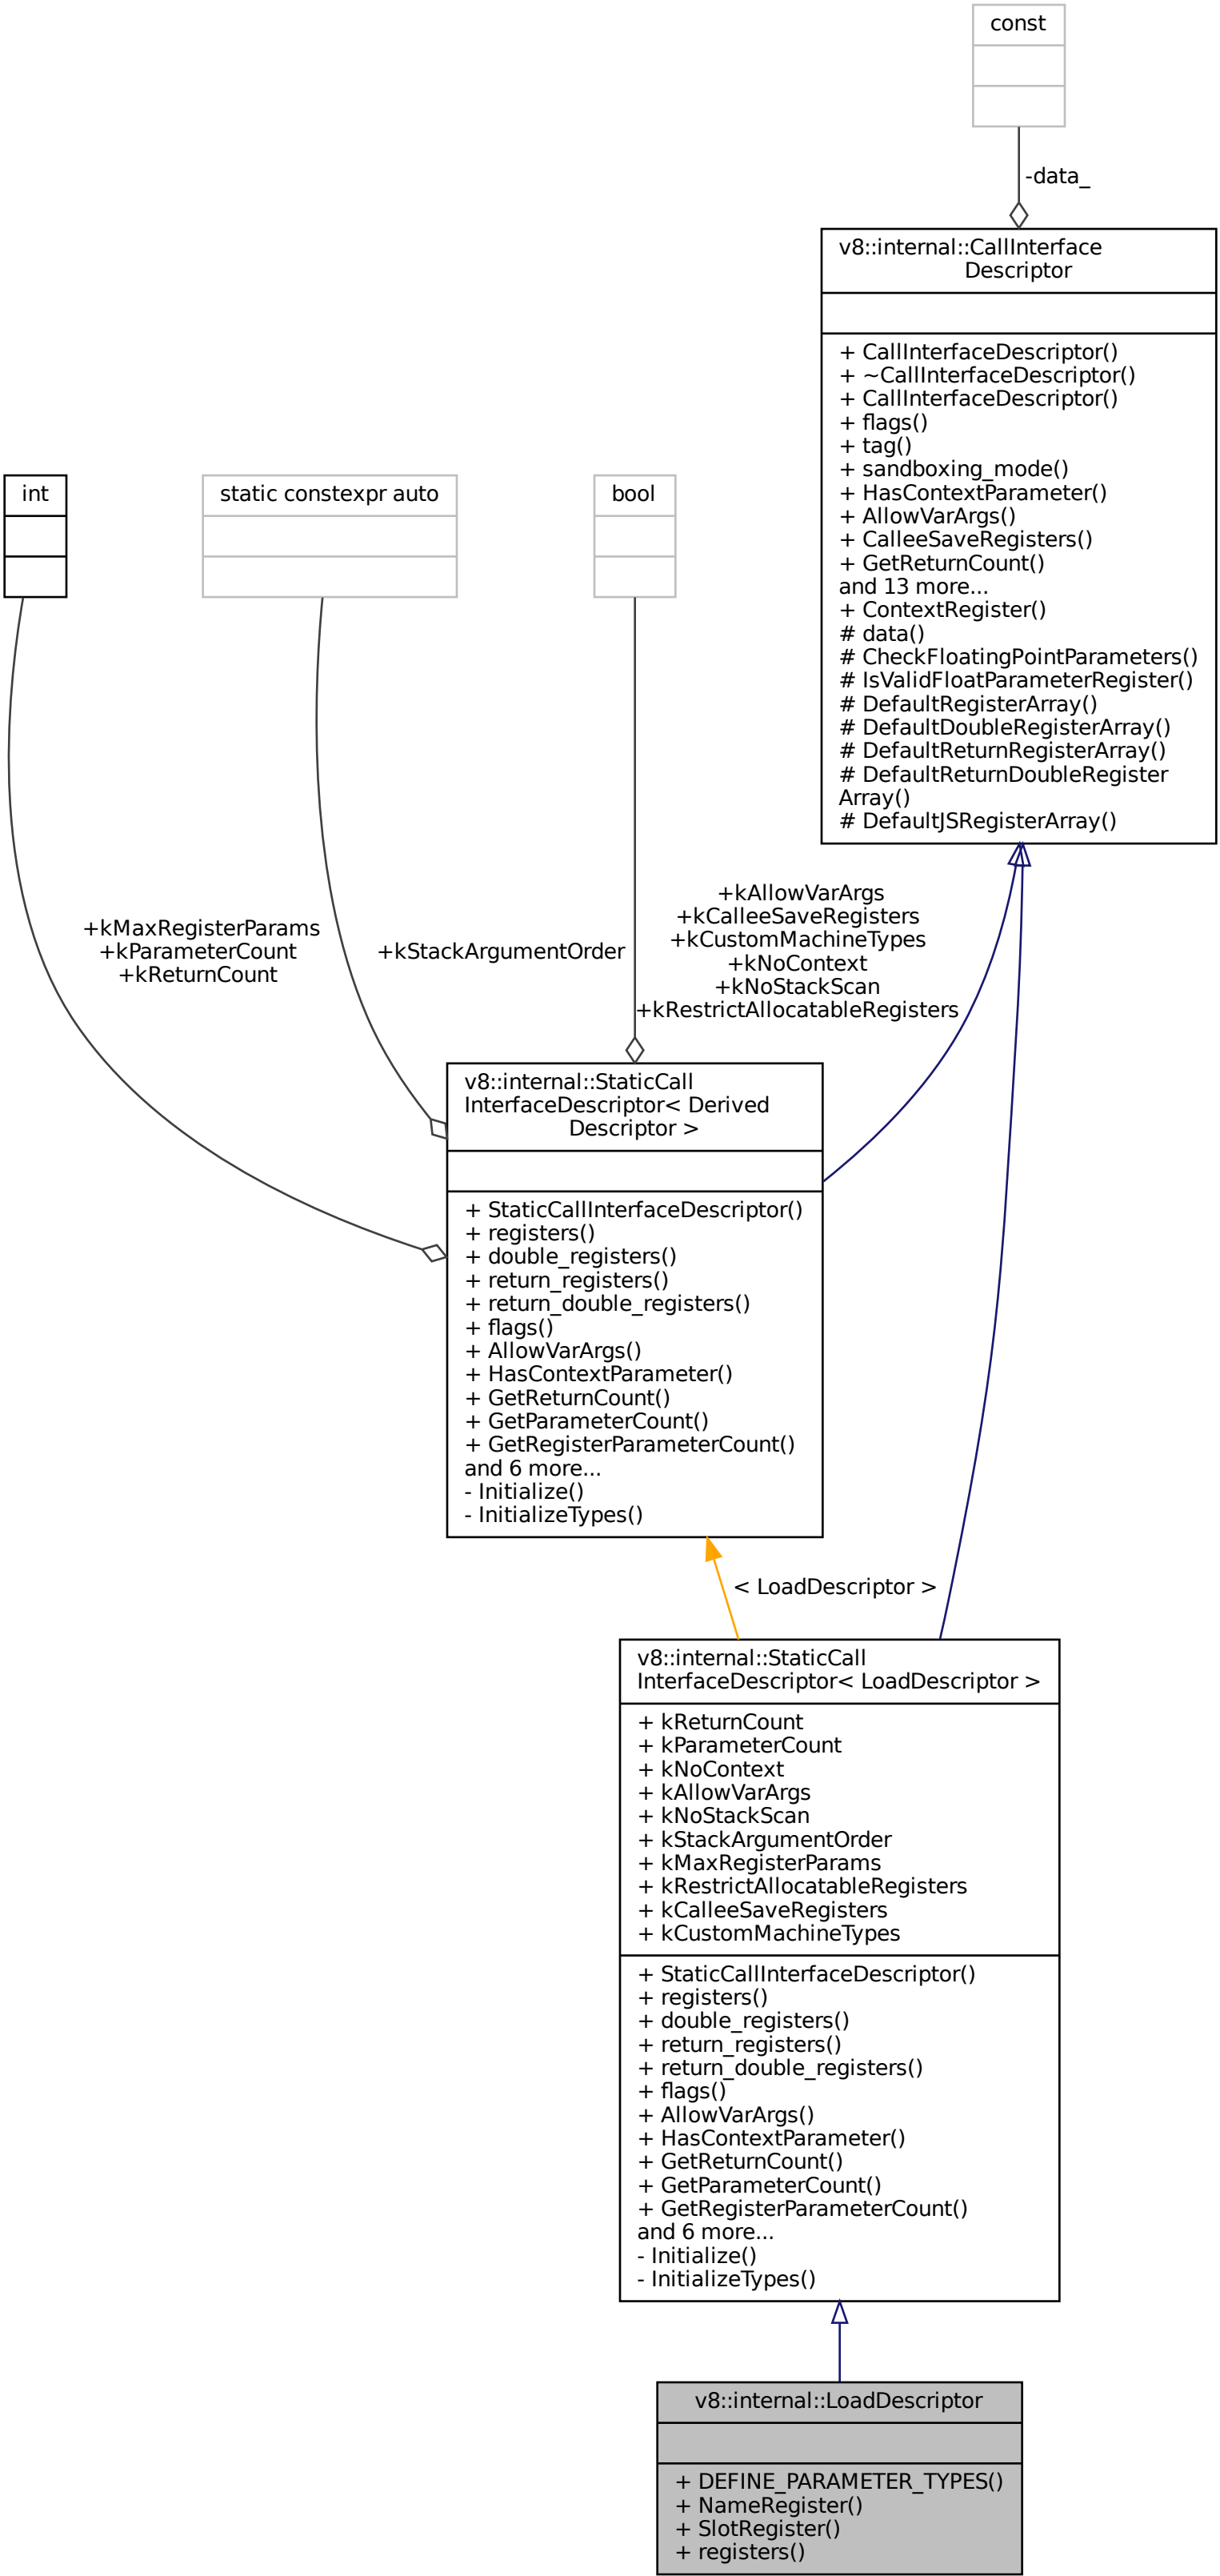 const
-data_
v8::internal::CallInterface
Descriptor
+ CallInterfaceDescriptor()
+ ~CallInterfaceDescriptor()
+ CallInterfaceDescriptor()
+ flags()
+ tag()
+ sandboxing_mode()
+ HasContextParameter()
+ AllowVarArgs()
+ CalleeSaveRegisters()
+ GetReturnCount()
and 13 more...
+ ContextRegister()
# data()
# CheckFloatingPointParameters()
# IsValidFloatParameterRegister()
# DefaultRegisterArray()
# DefaultDoubleRegisterArray()
# DefaultReturnRegisterArray()
# DefaultReturnDoubleRegister
Array()
# DefaultJSRegisterArray()
int
static constexpr auto
bool
+kMaxRegisterParams
+kParameterCount
+kReturnCount
+kStackArgumentOrder
+kAllowVarArgs
+kCalleeSaveRegisters
+kCustomMachineTypes
+kNoContext
+kNoStackScan
+kRestrictAllocatableRegisters
v8::internal::StaticCall
InterfaceDescriptor< Derived
Descriptor >
+ StaticCallInterfaceDescriptor()
+ registers()
+ double_registers()
+ return_registers()
+ return_double_registers()
+ flags()
+ AllowVarArgs()
+ HasContextParameter()
+ GetReturnCount()
+ GetParameterCount()
+ GetRegisterParameterCount()
and 6 more...
- Initialize()
- InitializeTypes()
< LoadDescriptor >
v8::internal::StaticCall
InterfaceDescriptor< LoadDescriptor >
+ kReturnCount
+ kParameterCount
+ kNoContext
+ kAllowVarArgs
+ kNoStackScan
+ kStackArgumentOrder
+ kMaxRegisterParams
+ kRestrictAllocatableRegisters
+ kCalleeSaveRegisters
+ kCustomMachineTypes
+ StaticCallInterfaceDescriptor()
+ registers()
+ double_registers()
+ return_registers()
+ return_double_registers()
+ flags()
+ AllowVarArgs()
+ HasContextParameter()
+ GetReturnCount()
+ GetParameterCount()
+ GetRegisterParameterCount()
and 6 more...
- Initialize()
- InitializeTypes()
v8::internal::LoadDescriptor
+ DEFINE_PARAMETER_TYPES()
+ NameRegister()
+ SlotRegister()
+ registers()